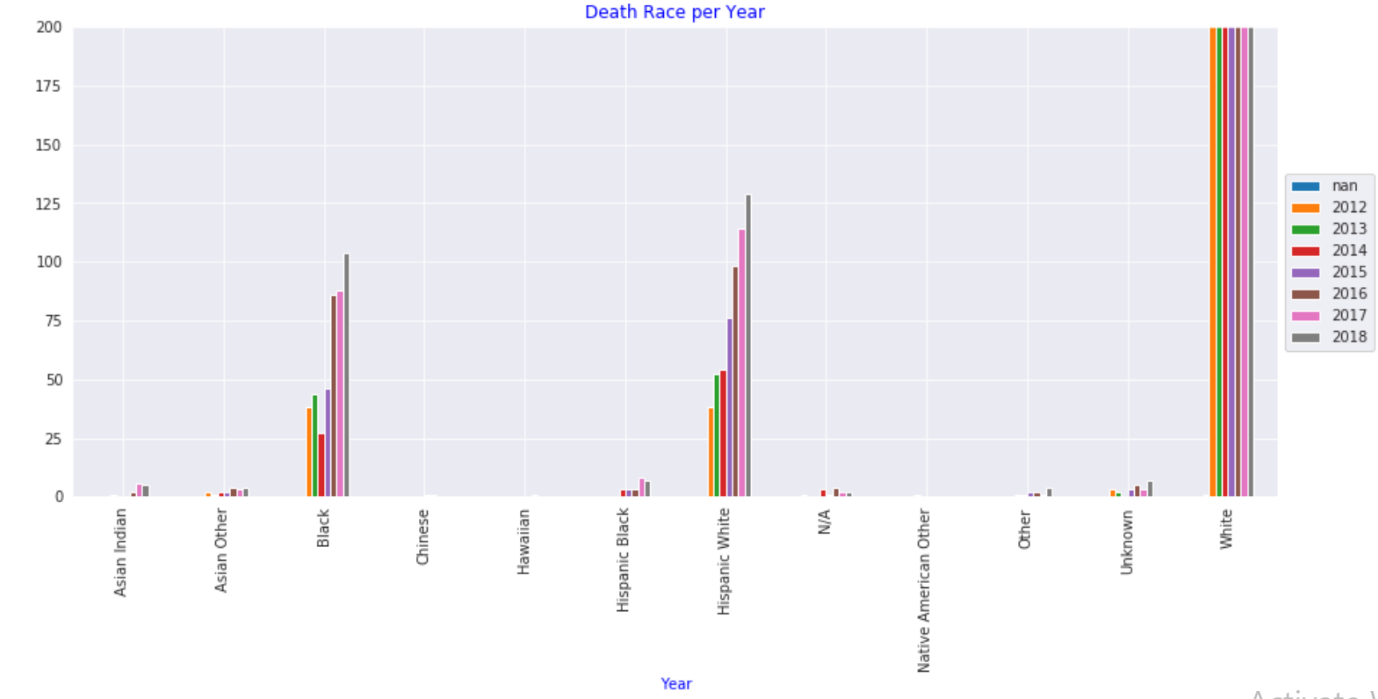 Death Race per Year
200
175
150
125
100
75
50
25
0
nan
2012
2013
2014
2015
2016
2017
2018
Asian Indian
Asian Other
Black
Chinese
Hawaiian
Hispanic Black
Hispanic White
N/A
Native American Other
Other
Unknown
White
Year